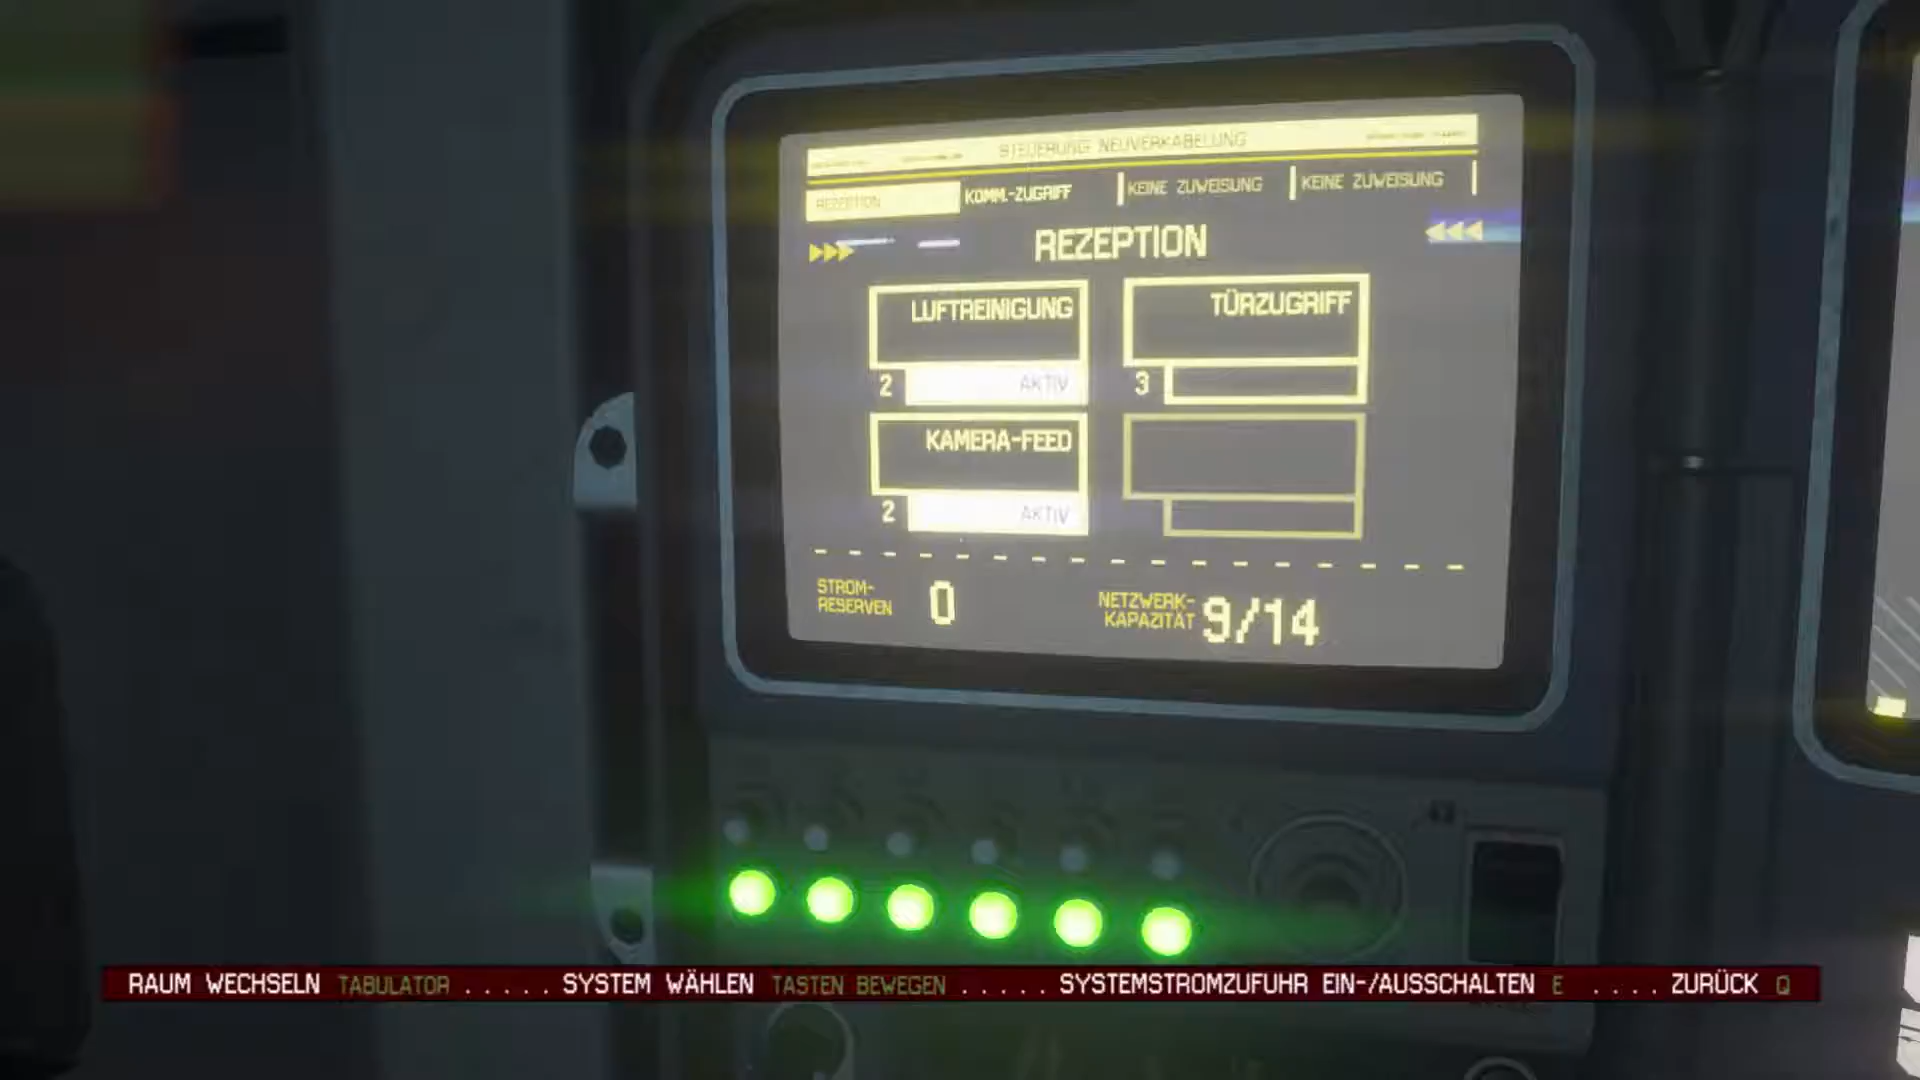 STEUERUNG: NEUVERKABELUNG
REZEPTION KOMM.-ZUGRIFF KEINE ZUWEISUNG KEINE ZUWEISUNG
REZEPTION
LUFTREINIGUNG TÜRZUGRIFF
2 AKTIV 3
KAMERA-FEED
2 AKTIV
STROM-
RESERVEN 0
NETZWERK-
KAPAZITÄT 9/14
RAUM WECHSELN TABULATOR ..... SYSTEM WÄHLEN TASTEN BEWEGEN ..... SYSTEMSTROMZUFUHR EIN-/AUSSCHALTEN E .... ZURÜCK Q